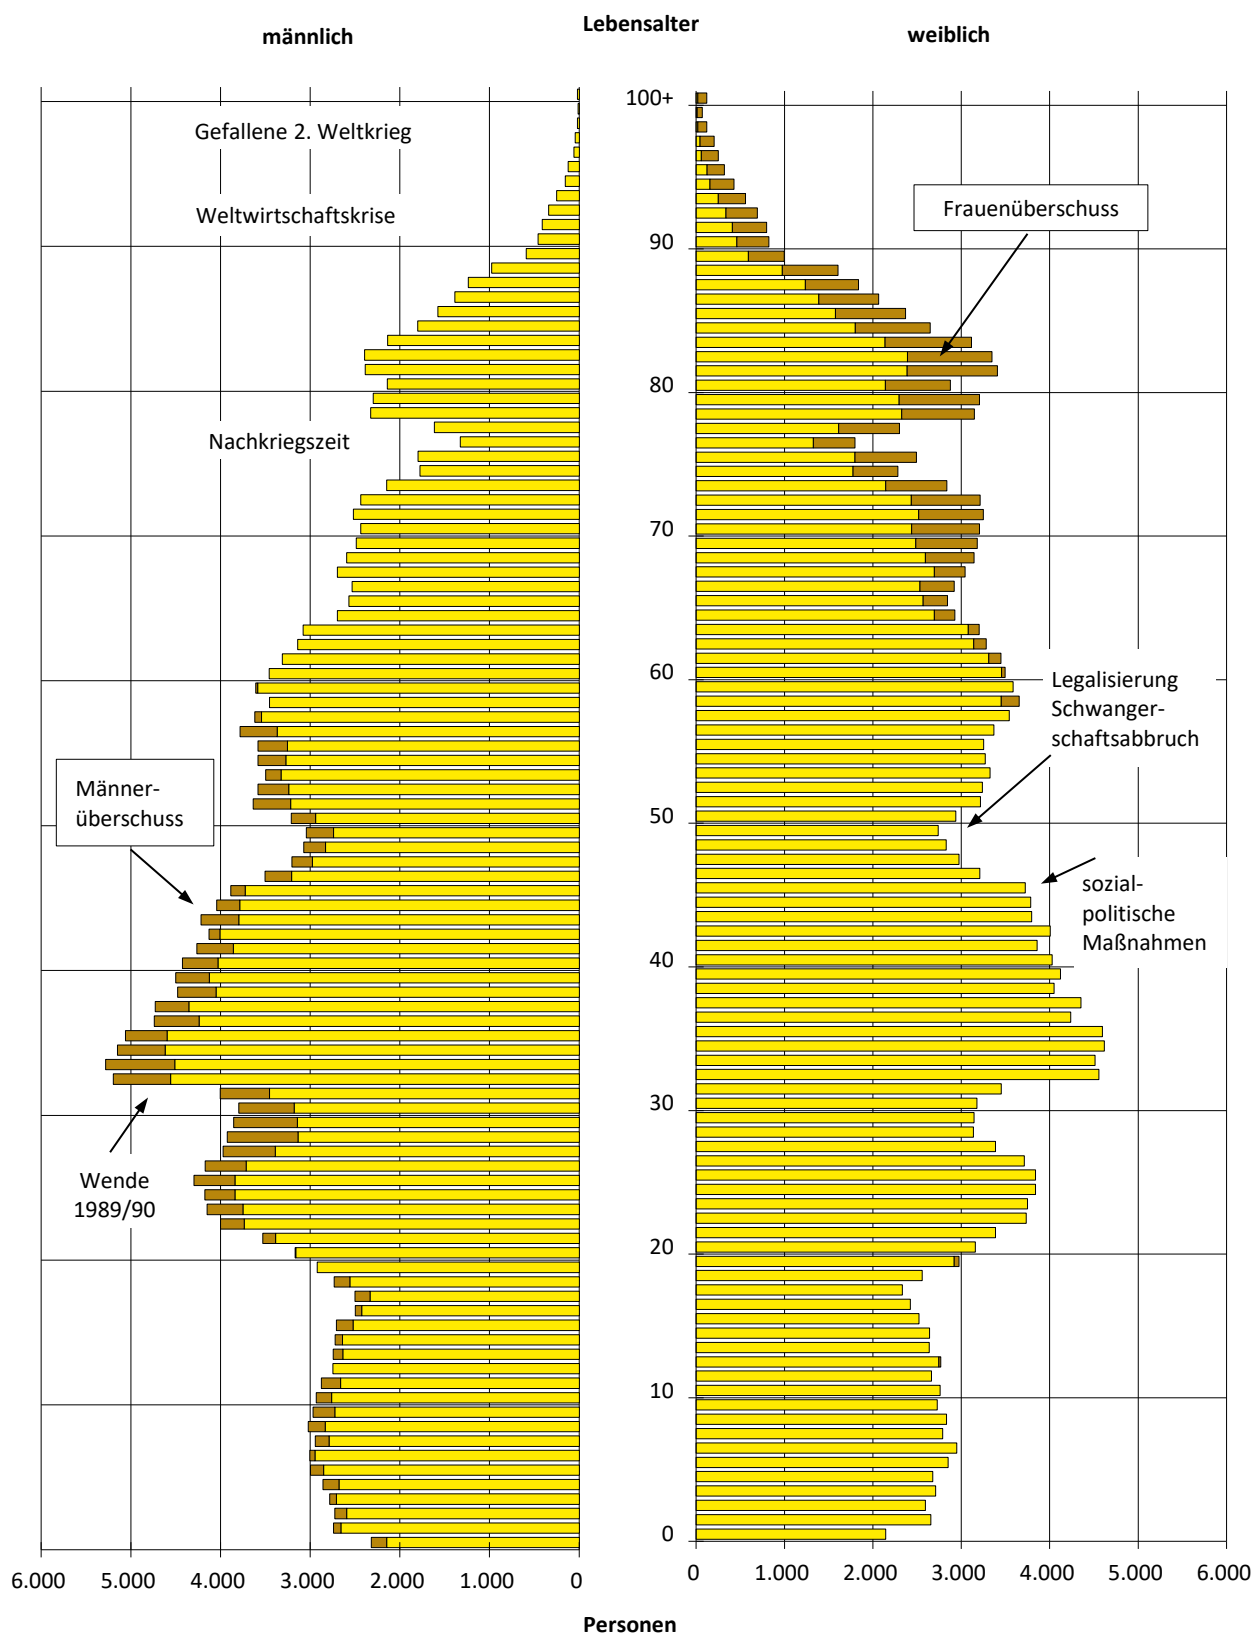 Lebensalter
männlich
weiblich
100+
Gefallene 2. Weltkrieg
Frauenüberschuss
Weltwirtschaftskrise
90
80
Nachkriegszeit
70
60
Legalisierung
Schwanger-
schaftsabbruch
Männer-
überschuss
50
sozial-
politische
Maßnahmen
40
30
Wende
1989/90
20
10
0
6.000 5.000 4.000 3.000 2.000 1.000 0
0 1.000 2.000 3.000 4.000 5.000 6.000
Personen